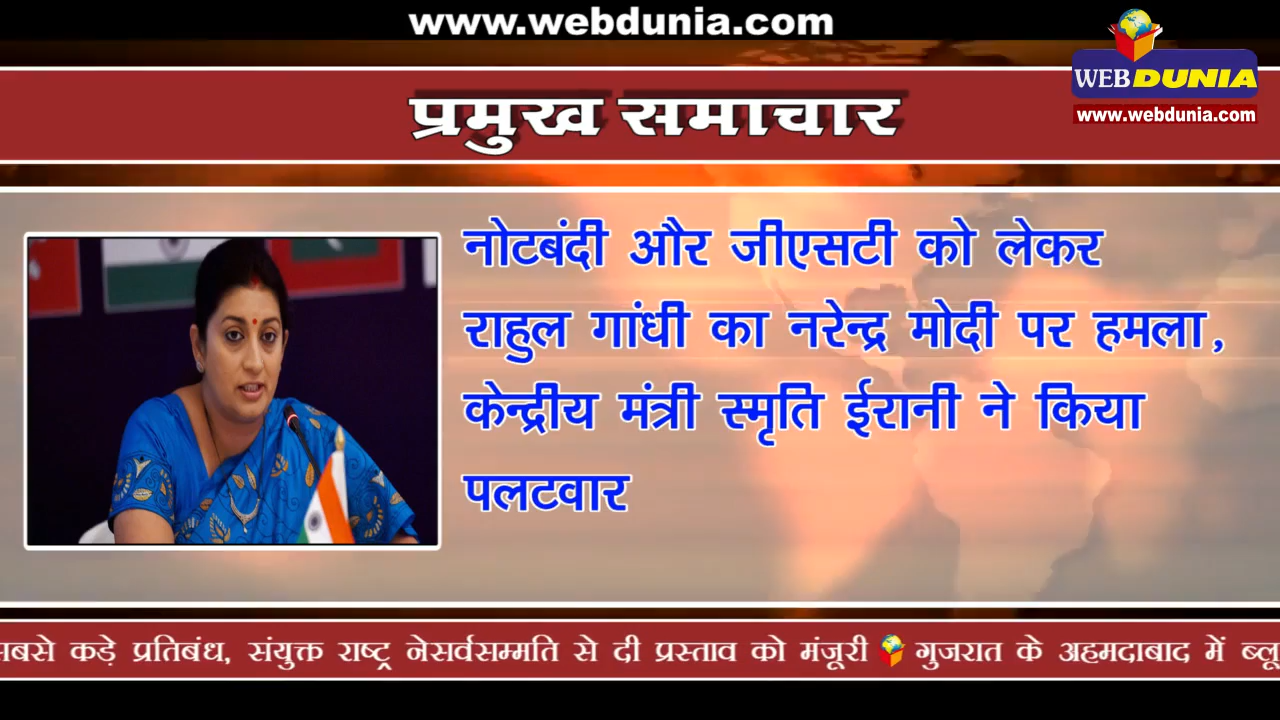 www.webdunia.com
WEBDUNIA
www.webdunia.com
प्रमुख समाचार
नोटबंदी और जीएसटी को लेकर
राहुल गांधी का नरेन्द्र मोदी पर हमला,
केन्द्रीय मंत्री स्मृति ईरानी ने किया
पलटवार
सबसे कड़े प्रतिबंध, संयुक्त राष्ट्र नेसर्वसम्मति से दी प्रस्ताव को मंजूरी गुजरात के अहमदाबाद में ब्लू